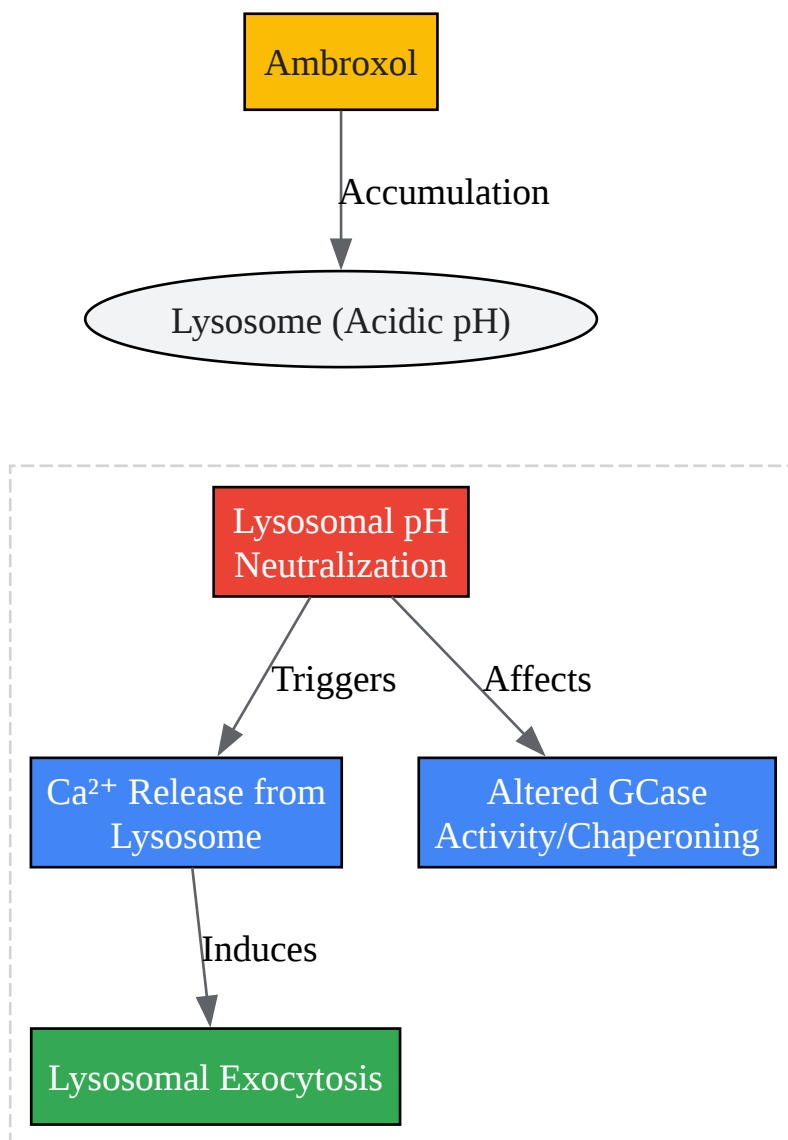 Ambroxol
Accumulation
Lysosome (Acidic pH)
Lysosomal pH
Neutralization
Triggers
Affects
Ca²⁺ Release from
Lysosome
Altered GCase
Activity/Chaperoning
Induces
Lysosomal Exocytosis